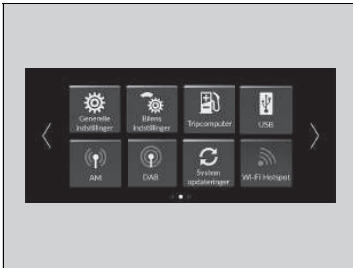 Generelle
indstillinger
Bilens
indstillinger
Tripcomputer
USB
AM
DAB
System
opdateringer
Wi-Fi Hotspot